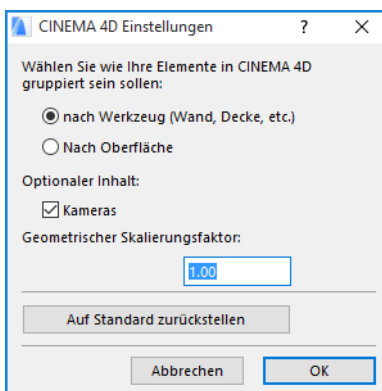 CINEMA 4D Einstellungen
Wählen Sie wie Ihre Elemente in CINEMA 4D
gruppiert sein sollen:
nach Werkzeug (Wand, Decke, etc.)
Nach Oberfläche
Optionaler Inhalt:
Kameras
Geometrischer Skalierungsfaktor:
1.00
Auf Standard zurückstellen
Abbrechen OK